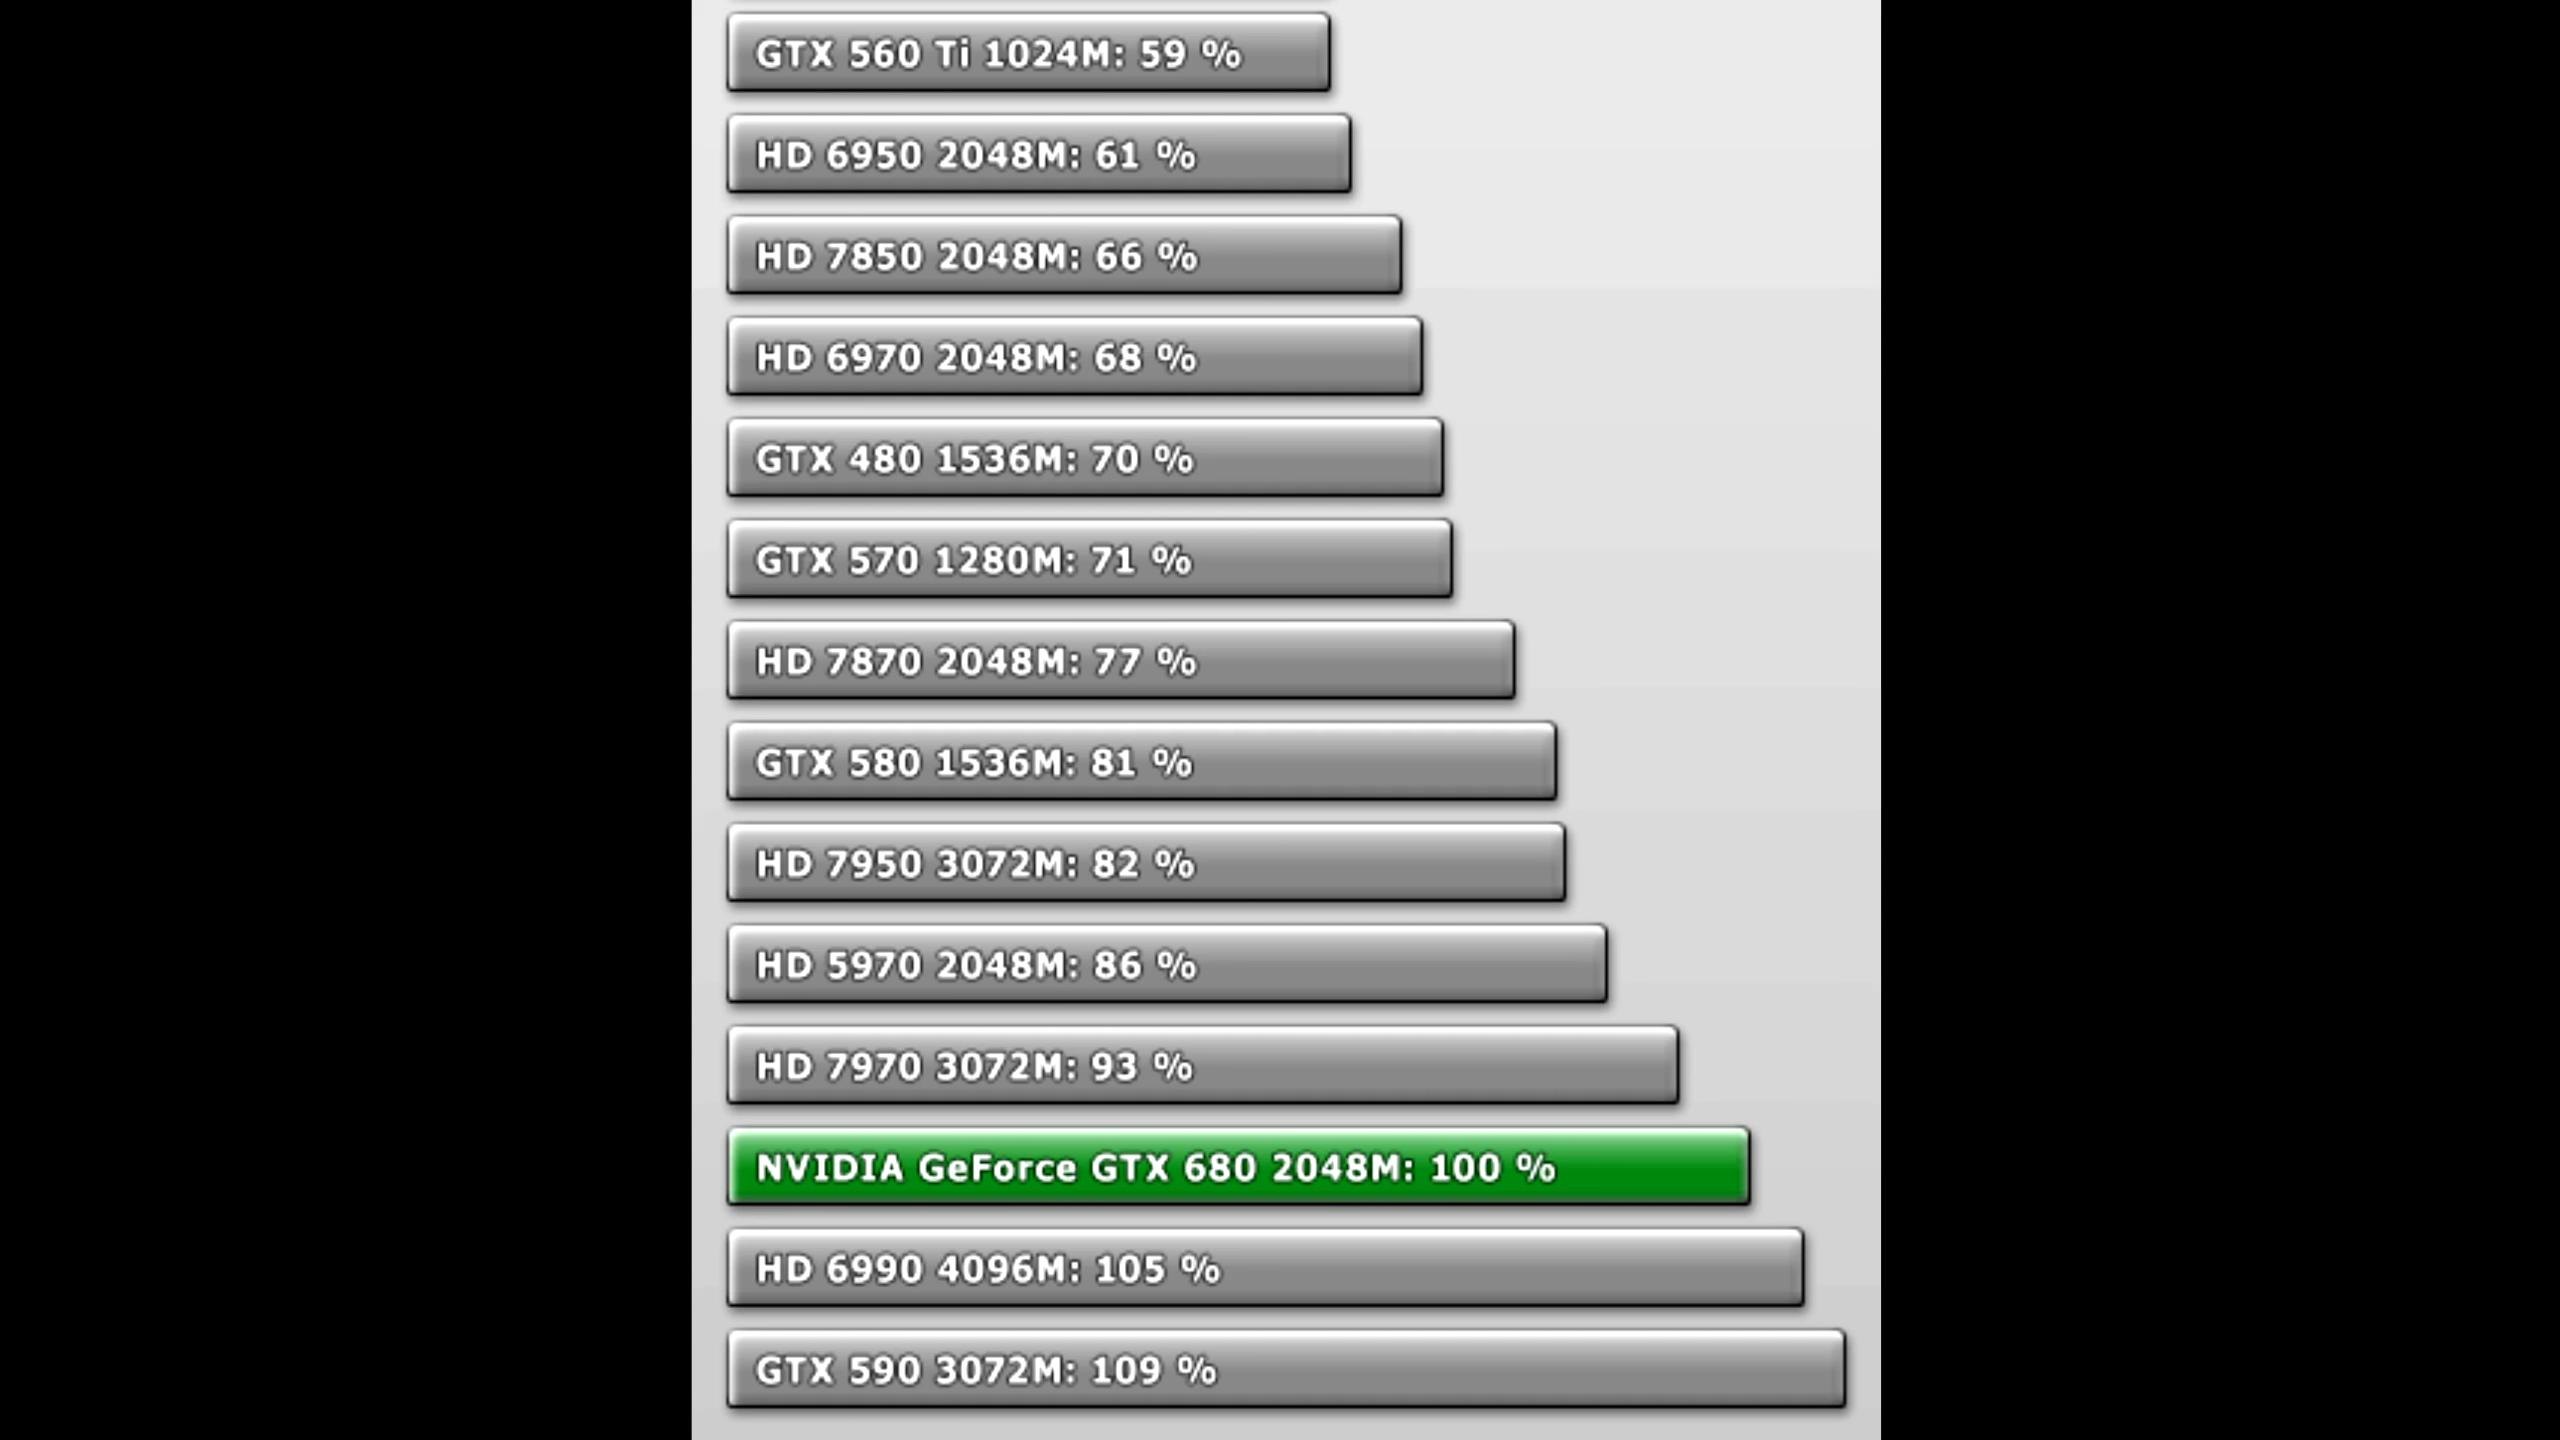 GTX 560 Ti 1024M: 59 %
HD 6950 2048M: 61 %
HD 7850 2048M: 66 %
HD 6970 2048M: 68 %
GTX 480 1536M: 70 %
GTX 570 1280M: 71 %
HD 7870 2048M: 77 %
GTX 580 1536M: 81 %
HD 7950 3072M: 82 %
HD 5970 2048M: 86 %
HD 7970 3072M: 93 %
NVIDIA GeForce GTX 680 2048M: 100 %
HD 6990 4096M: 105 %
GTX 590 3072M: 109 %